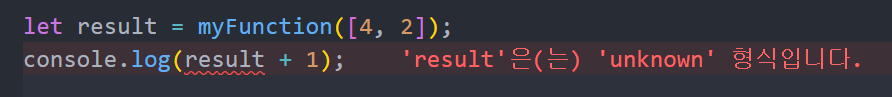 let result = myFunction([4, 2]);
console.log(result + 1);    'result'은(는) 'unknown' 형식입니다.